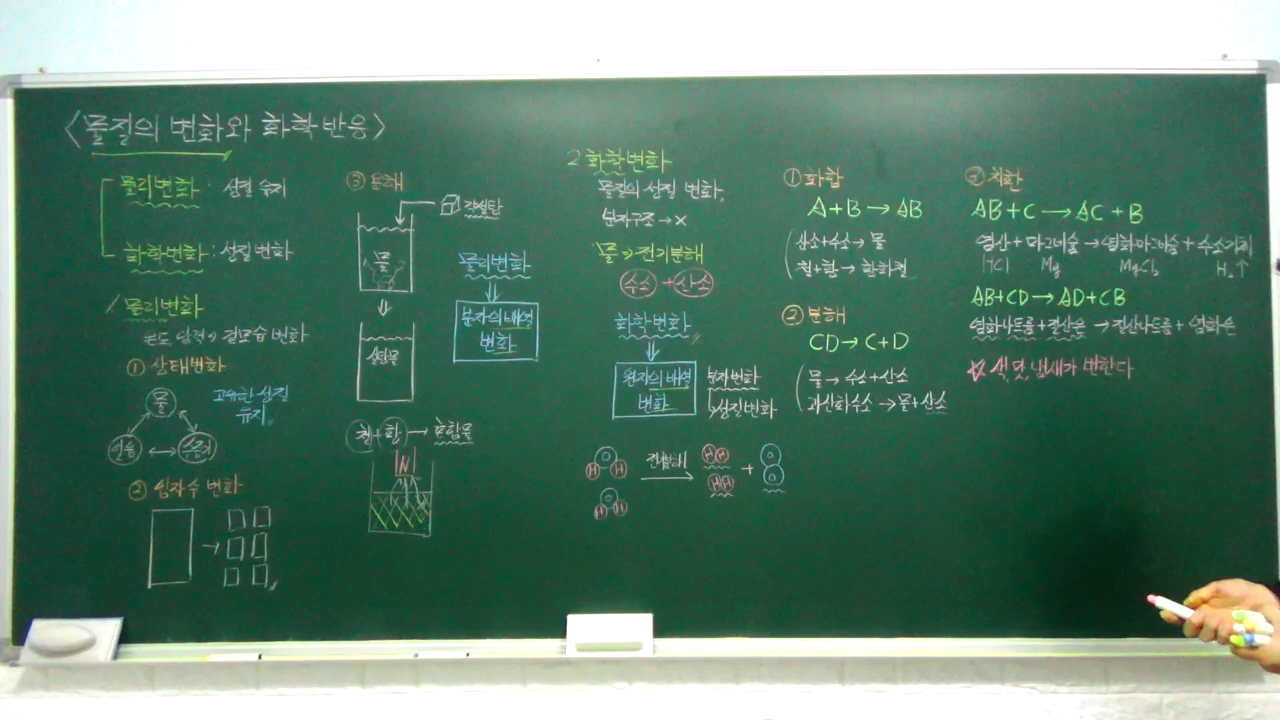 <물질의 변화와 화학반응>
물리변화 : 성질 유지
화학변화 : 성질변화
1 물리변화
온도 압력 → 겉모습 변화
① 상태변화
물
고유한 성질
유지.
얼음
수증기
② 입자수 변화
③ 용해
각설탕
물
설탕물
물리변화
분자의 배열
변화
철+황 → 혼합물
N
2 화학변화
물질의 성질 변화.
분자구조 → X
물 → 전기분해
수소 + 산소
화학변화
원자의 배열
변화
분자변화
성질변화
O
H H
O
H H
전기분해
H H
H H
+
O
O
① 화합
A+B → AB
산소+수소 → 물
철+황 → 황화철
② 분해
CD → C+D
물 → 수소+산소
과산화수소 → 물+산소
③ 치환
AB+C → AC + B
염산 + 마그네슘 → 염화마그네슘 + 수소기체
HCl Mg MgCl₂ H₂↑
AB+CD → AD+CB
염화나트륨+질산은 → 질산나트륨 + 염화은
☆ 색, 맛, 냄새가 변한다